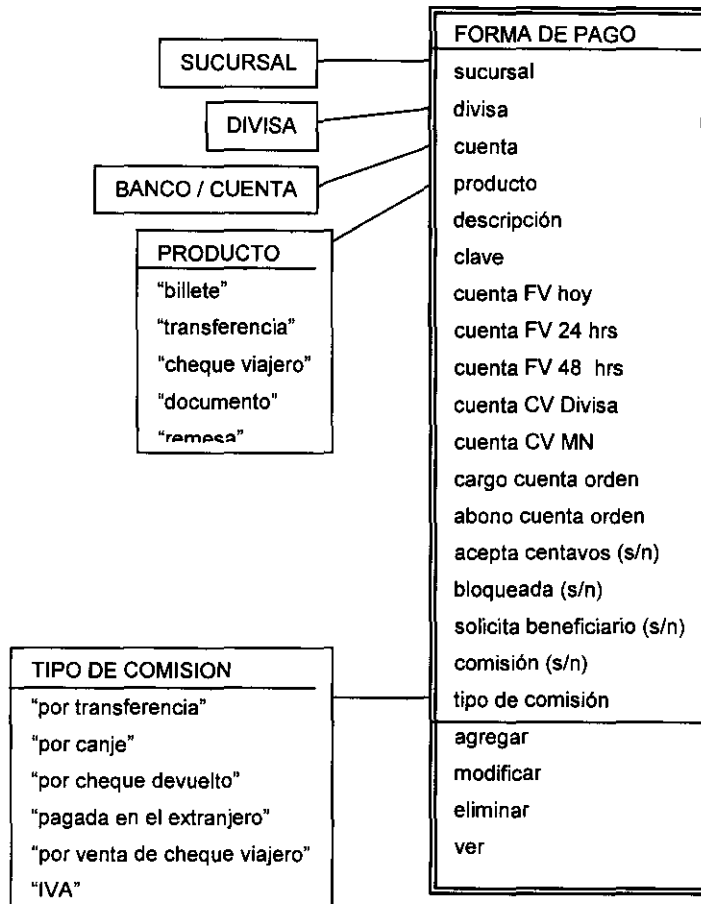 SUCURSAL
DIVISA
BANCO / CUENTA
PRODUCTO
“billete”
“transferencia”
“cheque viajero”
“documento”
“remesa”
TIPO DE COMISION
“por transferencia”
“por canje”
“por cheque devuelto”
“pagada en el extranjero”
“por venta de cheque viajero”
“IVA”
FORMA DE PAGO
sucursal
divisa
cuenta
producto
descripción
clave
cuenta FV hoy
cuenta FV 24 hrs
cuenta FV 48 hrs
cuenta CV Divisa
cuenta CV MN
cargo cuenta orden
abono cuenta orden
acepta centavos (s/n)
bloqueada (s/n)
solicita beneficiario (s/n)
comisión (s/n)
tipo de comisión
agregar
modificar
eliminar
ver